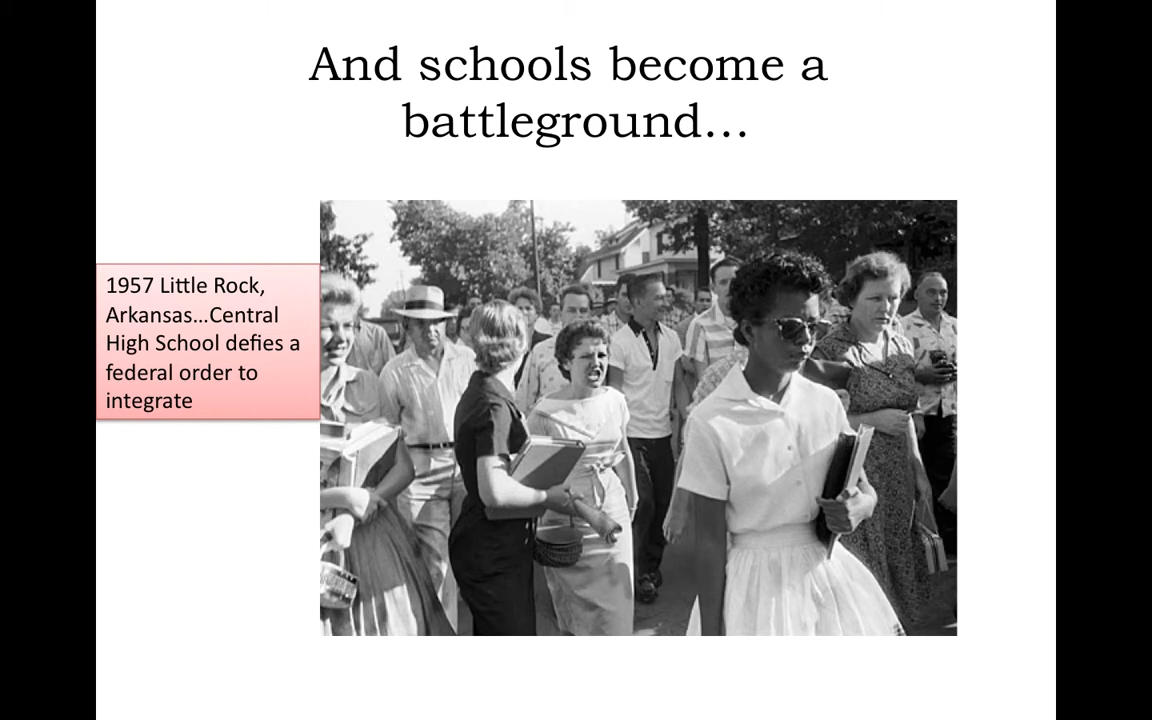 And schools become a
battleground…
1957 Little Rock,
Arkansas…Central
High School defies a
federal order to
integrate